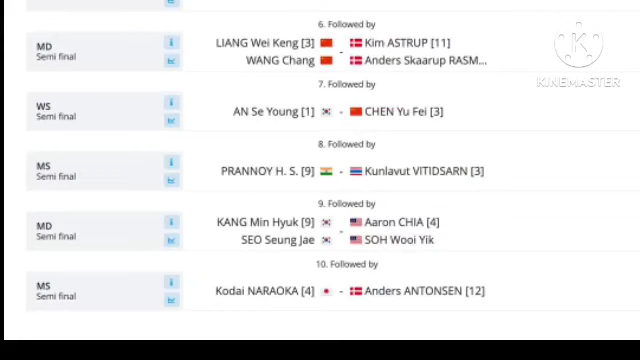 6. Followed by
MD
Semi final
LIANG Wei Keng [3] - Kim ASTRUP [11]
WANG Chang Anders Skaarup RASM...
7. Followed by
WS
Semi final
AN Se Young [1] - CHEN Yu Fei [3]
8. Followed by
MS
Semi final
PRANNOY H. S. [9] - Kunlavut VITIDSARN [3]
9. Followed by
MD
Semi final
KANG Min Hyuk [9] - Aaron CHIA [4]
SEO Seung Jae SOH Wooi Yik
10. Followed by
MS
Semi final
Kodai NARAOKA [4] - Anders ANTONSEN [12]
K
KINEMASTER